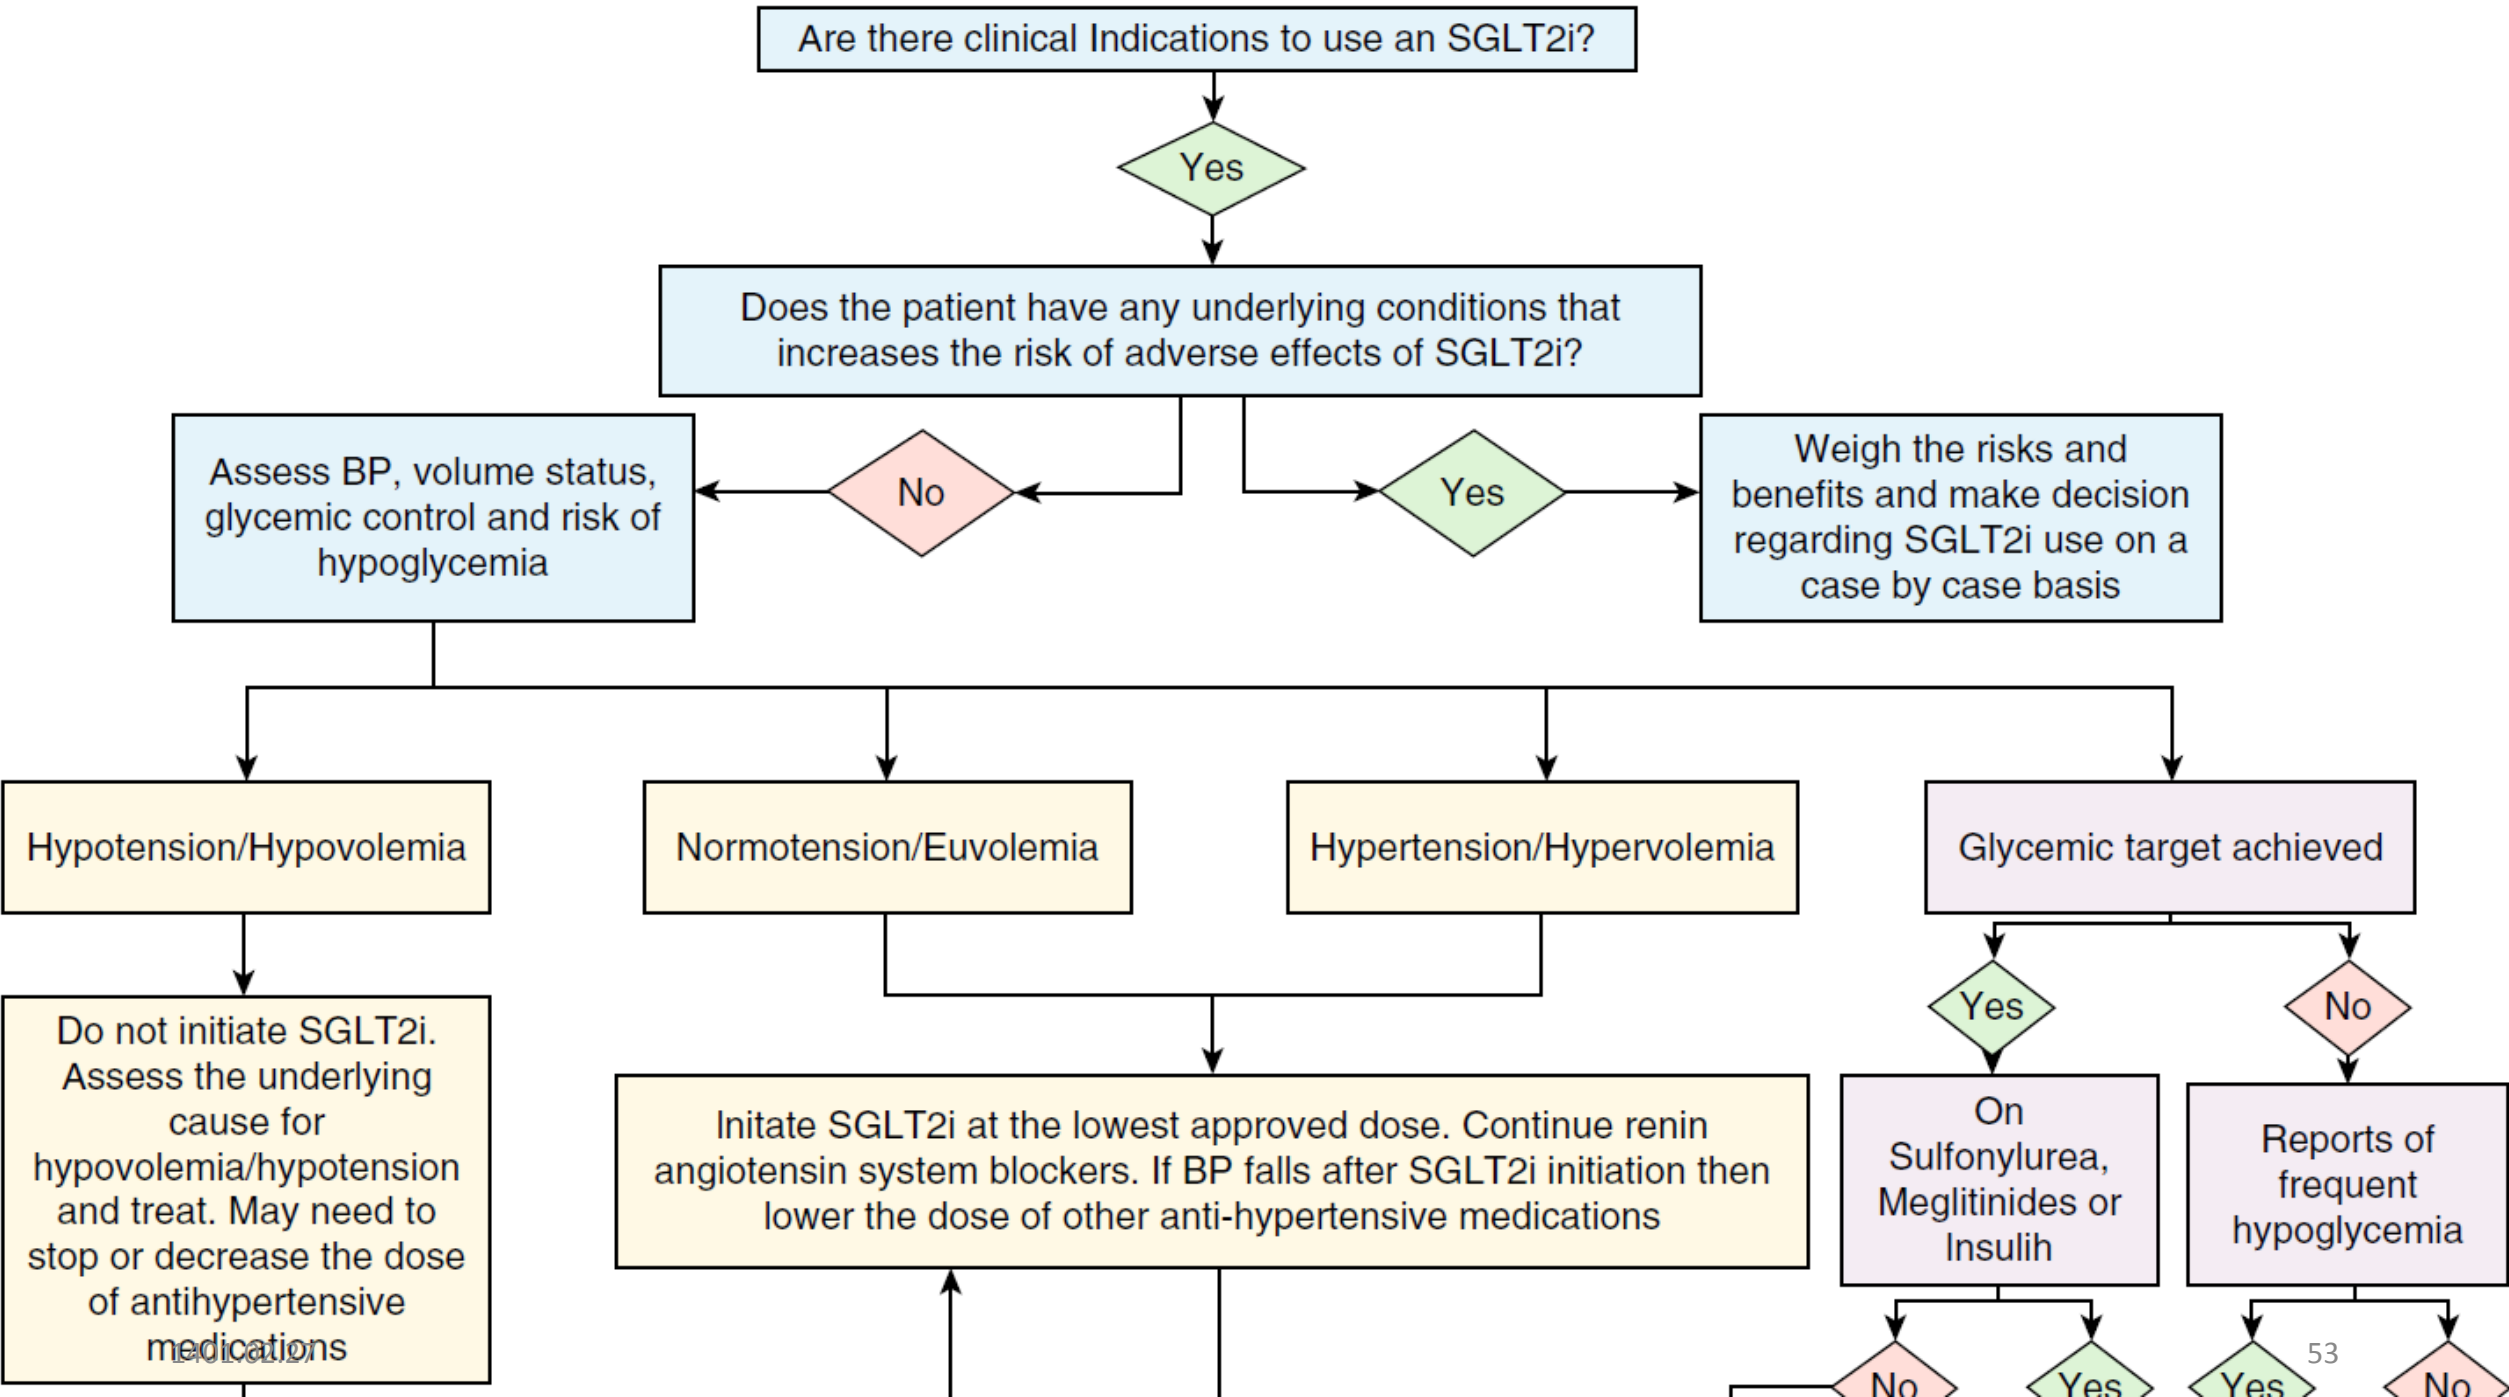 Are there clinical Indications to use an SGLT2i?
Yes
Does the patient have any underlying conditions that
increases the risk of adverse effects of SGLT2i?
Assess BP, volume status,
glycemic control and risk of
hypoglycemia
No
Yes
Weigh the risks and
benefits and make decision
regarding SGLT2i use on a
case by case basis
Hypotension/Hypovolemia
Normotension/Euvolemia
Hypertension/Hypervolemia
Glycemic target achieved
Yes
No
Do not initiate SGLT2i.
Assess the underlying
cause for
hypovolemia/hypotension
and treat. May need to
stop or decrease the dose
of antihypertensive
medications
Initate SGLT2i at the lowest approved dose. Continue renin
angiotensin system blockers. If BP falls after SGLT2i initiation then
lower the dose of other anti-hypertensive medications
On
Sulfonylurea,
Meglitinides or
Insulih
Reports of
frequent
hypoglycemia
1401.02.27
53
No
Yes
Yes
No